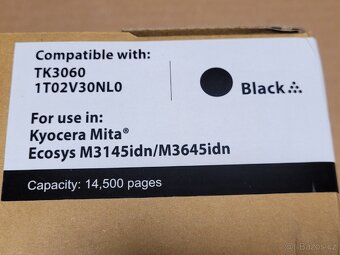 Compatible with:
TK3060
1T02V30NL0
Black
For use in:
Kyocera Mita®
Ecosys M3145idn/M3645idn
Capacity: 14,500 pages